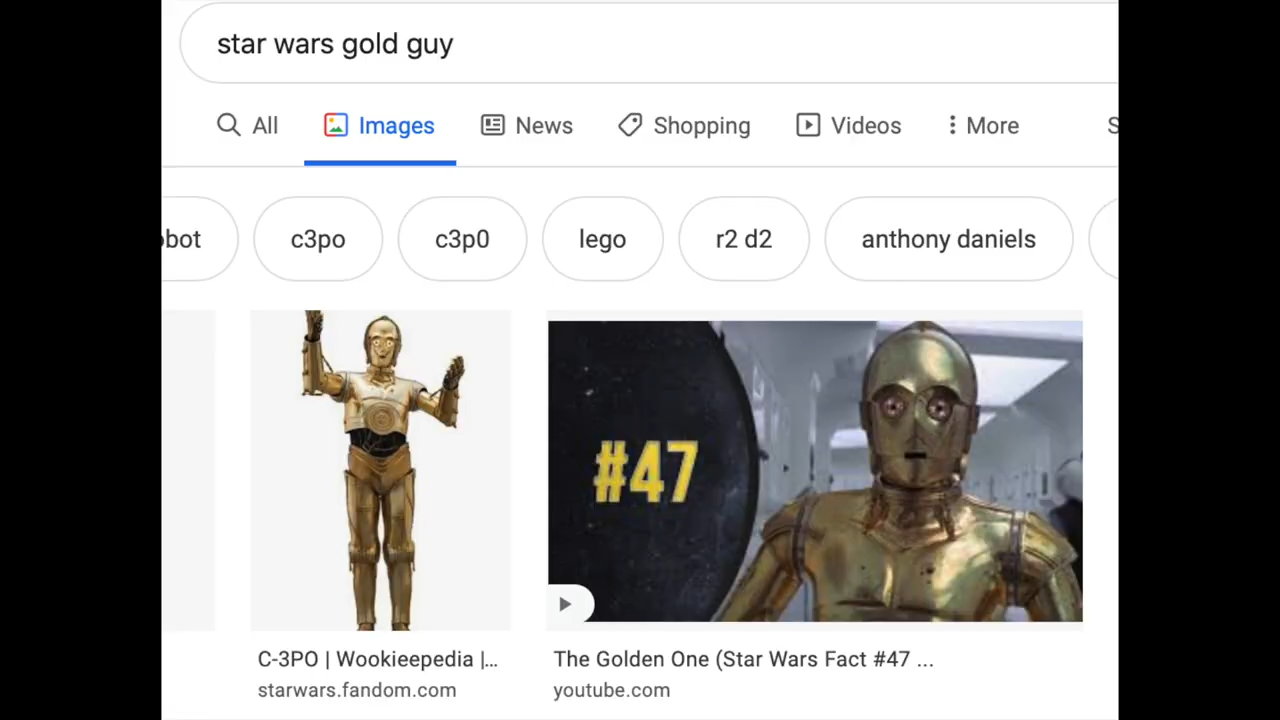 star wars gold guy
All Images News Shopping Videos More S
obot c3po c3p0 lego r2 d2 anthony daniels
#47
C-3PO | Wookieepedia |...
The Golden One (Star Wars Fact #47 ...
starwars.fandom.com
youtube.com